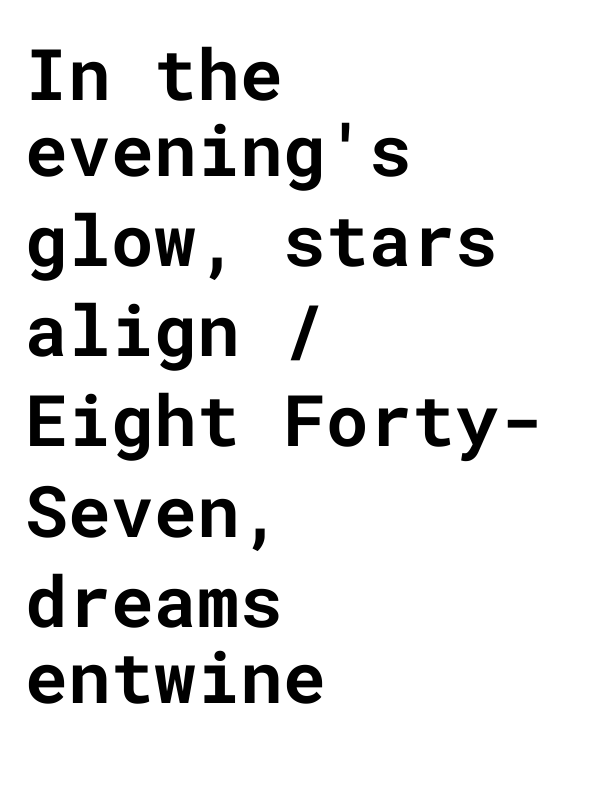 In the
evening's
glow, stars
align /
Eight Forty-
Seven,
dreams
entwine